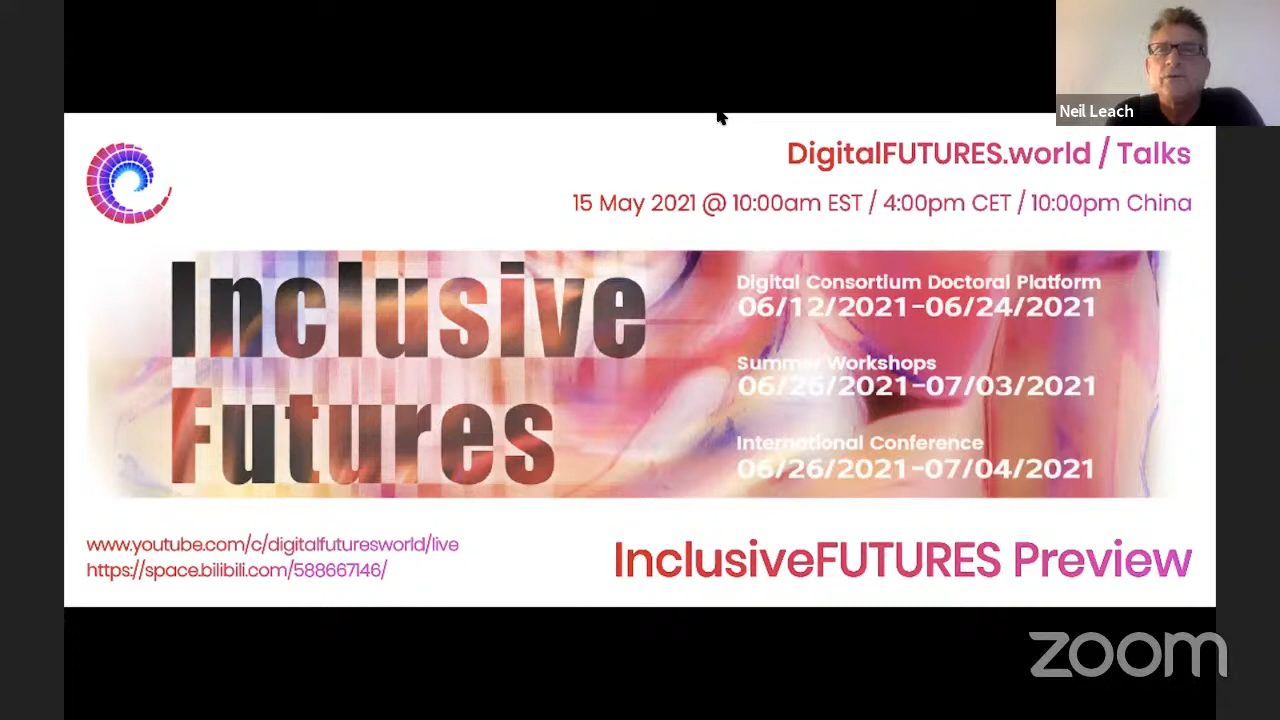 Neil Leach
DigitalFUTURES.world / Talks
15 May 2021 @ 10:00am EST / 4:00pm CET / 10:00pm China
Inclusive
Futures
Digital Consortium Doctoral Platform
06/12/2021-06/24/2021
Summer Workshops
06/26/2021-07/03/2021
International Conference
06/26/2021-07/04/2021
www.youtube.com/c/digitalfuturesworld/live
https://space.bilibili.com/588667146/
InclusiveFUTURES Preview
zoom